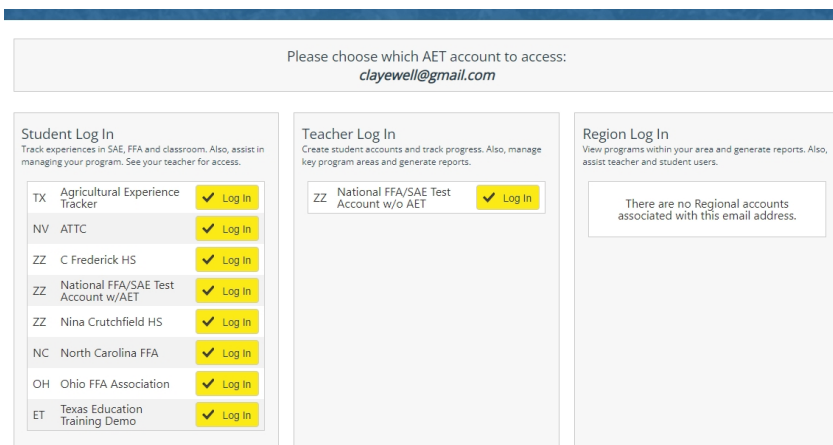 Please choose which AET account to access:
clayewell@gmail.com
Student Log In
Track experiences in SAE, FFA and classroom. Also, assist in
managing your program. See your teacher for access.
TX Agricultural Experience
Tracker
Log In
NV ATTC
Log In
ZZ C Frederick HS
Log In
ZZ National FFA/SAE Test
Account w/AET
Log In
ZZ Nina Crutchfield HS
Log In
NC North Carolina FFA
Log In
OH Ohio FFA Association
Log In
ET Texas Education
Training Demo
Log In
Teacher Log In
Create student accounts and track progress. Also, manage
key program areas and generate reports.
ZZ National FFA/SAE Test
Account w/o AET
Log In
Region Log In
View programs within your area and generate reports. Also,
assist teacher and student users.
There are no Regional accounts
associated with this email address.